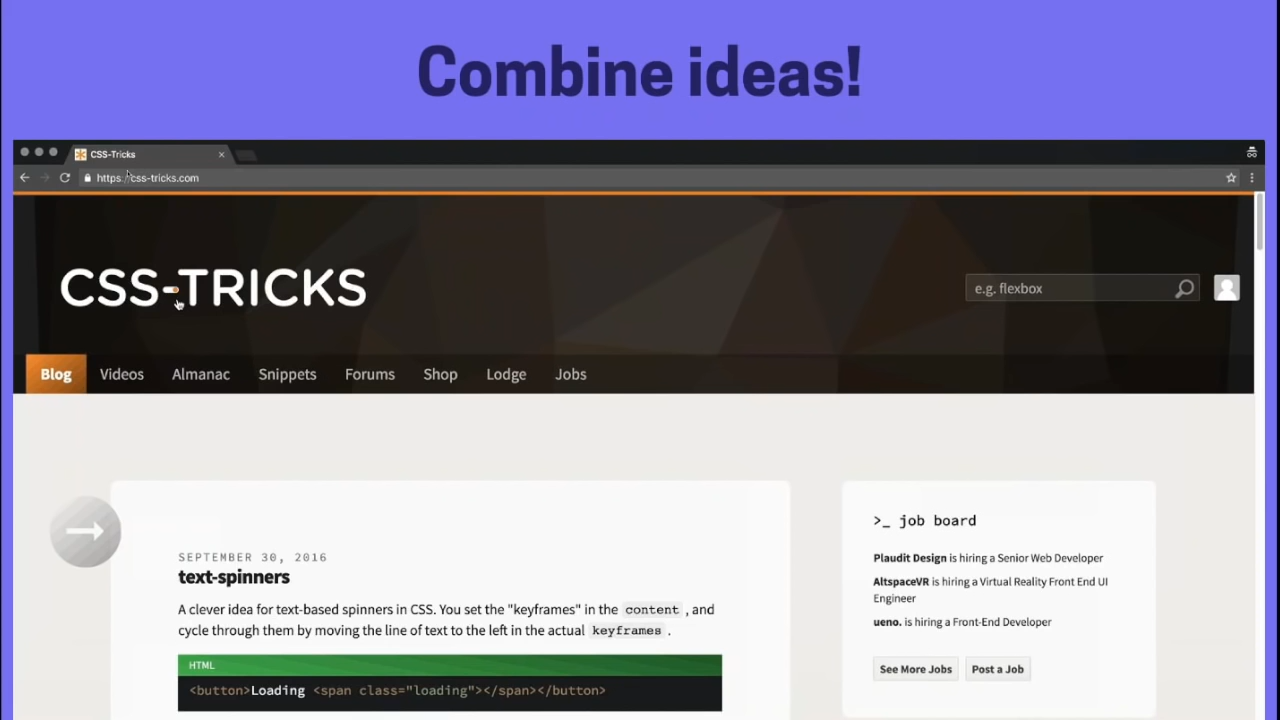 Combine ideas!
CSS-Tricks
https://css-tricks.com
CSS-TRICKS
e.g. flexbox
Blog
Videos
Almanac
Snippets
Forums
Shop
Lodge
Jobs
SEPTEMBER 30, 2016
text-spinners
A clever idea for text-based spinners in CSS. You set the "keyframes" in the content , and
cycle through them by moving the line of text to the left in the actual keyframes .
HTML
<button>Loading <span class="loading"></span></button>
>_ job board
Plaudit Design is hiring a Senior Web Developer
AltspaceVR is hiring a Virtual Reality Front End UI
Engineer
ueno. is hiring a Front-End Developer
See More Jobs
Post a Job